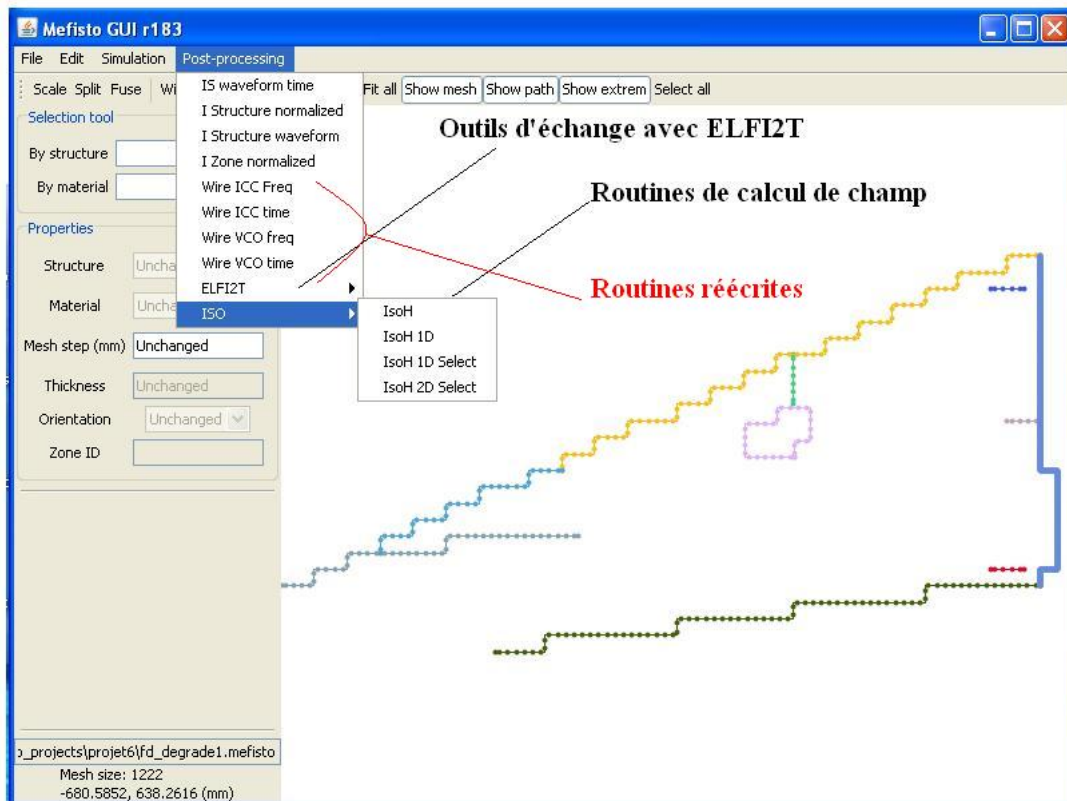 Mefisto GUI r183
File Edit Simulation Post-processing
Scale Split Fuse Wi Fit all Show mesh Show path Show extrem Select all
Selection tool
By structure
By material
Properties
Structure Uncha
Material Uncha
Mesh step (mm) Unchanged
Thickness Unchanged
Orientation Unchanged
Zone ID
IS waveform time
I Structure normalized
I Structure waveform
I Zone normalized
Wire ICC Freq
Wire ICC time
Wire VCO freq
Wire VCO time
ELFI2T
ISO
IsoH
IsoH 1D
IsoH 1D Select
IsoH 2D Select
Outils d'échange avec ELFI2T
Routines de calcul de champ
Routines réécrites
o_projects\projet6\fd_degrade1.mefisto
Mesh size: 1222
-680.5852, 638.2616 (mm)